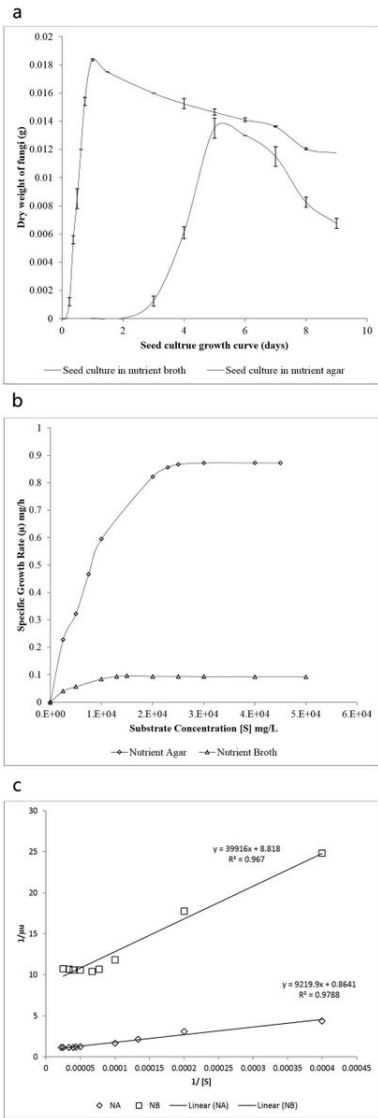 a
0.02
0.018
0.016
0.014
0.012
0.01
0.008
0.006
0.004
0.002
0
Dry weight of fungi (g)
0 2 4 6 8 10
Seed cultrue growth curve (days)
Seed culture in nutrient broth Seed culture in nutrient agar
b
1
0.9
0.8
0.7
0.6
0.5
0.4
0.3
0.2
0.1
0
Specific Growth Rate (µ) mg/h
0.E+00 1.E+04 2.E+04 3.E+04 4.E+04 5.E+04 6.E+04
Substrate Concentration [S] mg/L
Nutrient Agar Nutrient Broth
c
30
25
20
15
10
5
0
1/µu
y = 39916x + 8.818
R² = 0.967
y = 9219.9x + 0.8641
R² = 0.9788
0 0.00005 0.0001 0.00015 0.0002 0.00025 0.0003 0.00035 0.0004 0.00045
1/ [S]
NA NB Linear (NA) Linear (NB)